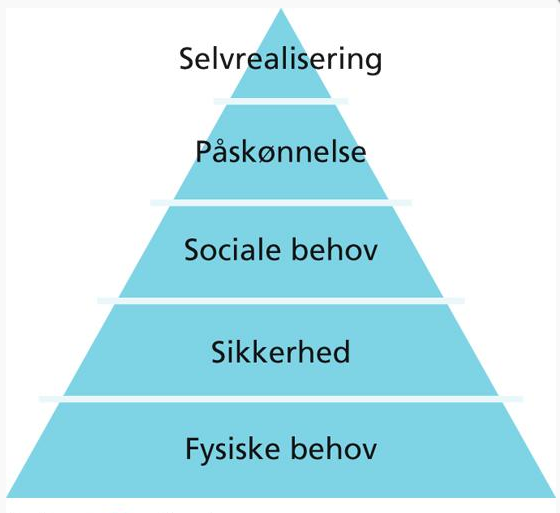 Selvrealisering
Påskønnelse
Sociale behov
Sikkerhed
Fysiske behov